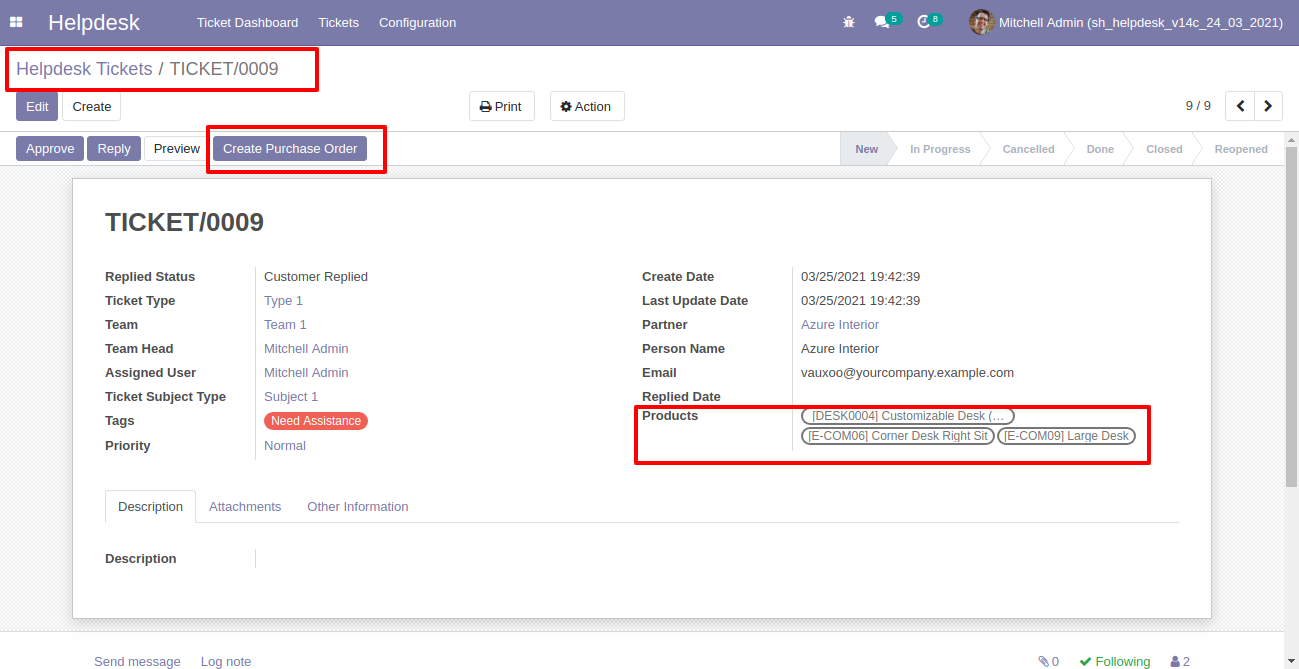 Helpdesk Ticket Dashboard Tickets Configuration 5 8 Mitchell Admin (sh_helpdesk_v14c_24_03_2021)
Helpdesk Tickets / TICKET/0009
Edit Create Print Action 9 / 9
Approve Reply Preview Create Purchase Order New In Progress Cancelled Done Closed Reopened
TICKET/0009
Replied Status Customer Replied Create Date 03/25/2021 19:42:39
Ticket Type Type 1 Last Update Date 03/25/2021 19:42:39
Team Team 1 Partner Azure Interior
Team Head Mitchell Admin Person Name Azure Interior
Assigned User Mitchell Admin Email vauxoo@yourcompany.example.com
Ticket Subject Type Subject 1 Replied Date
Tags Need Assistance Products [DESK0004] Customizable Desk (…
[E-COM06] Corner Desk Right Sit [E-COM09] Large Desk
Priority Normal
Description Attachments Other Information
Description
Send message Log note 0 Following 2